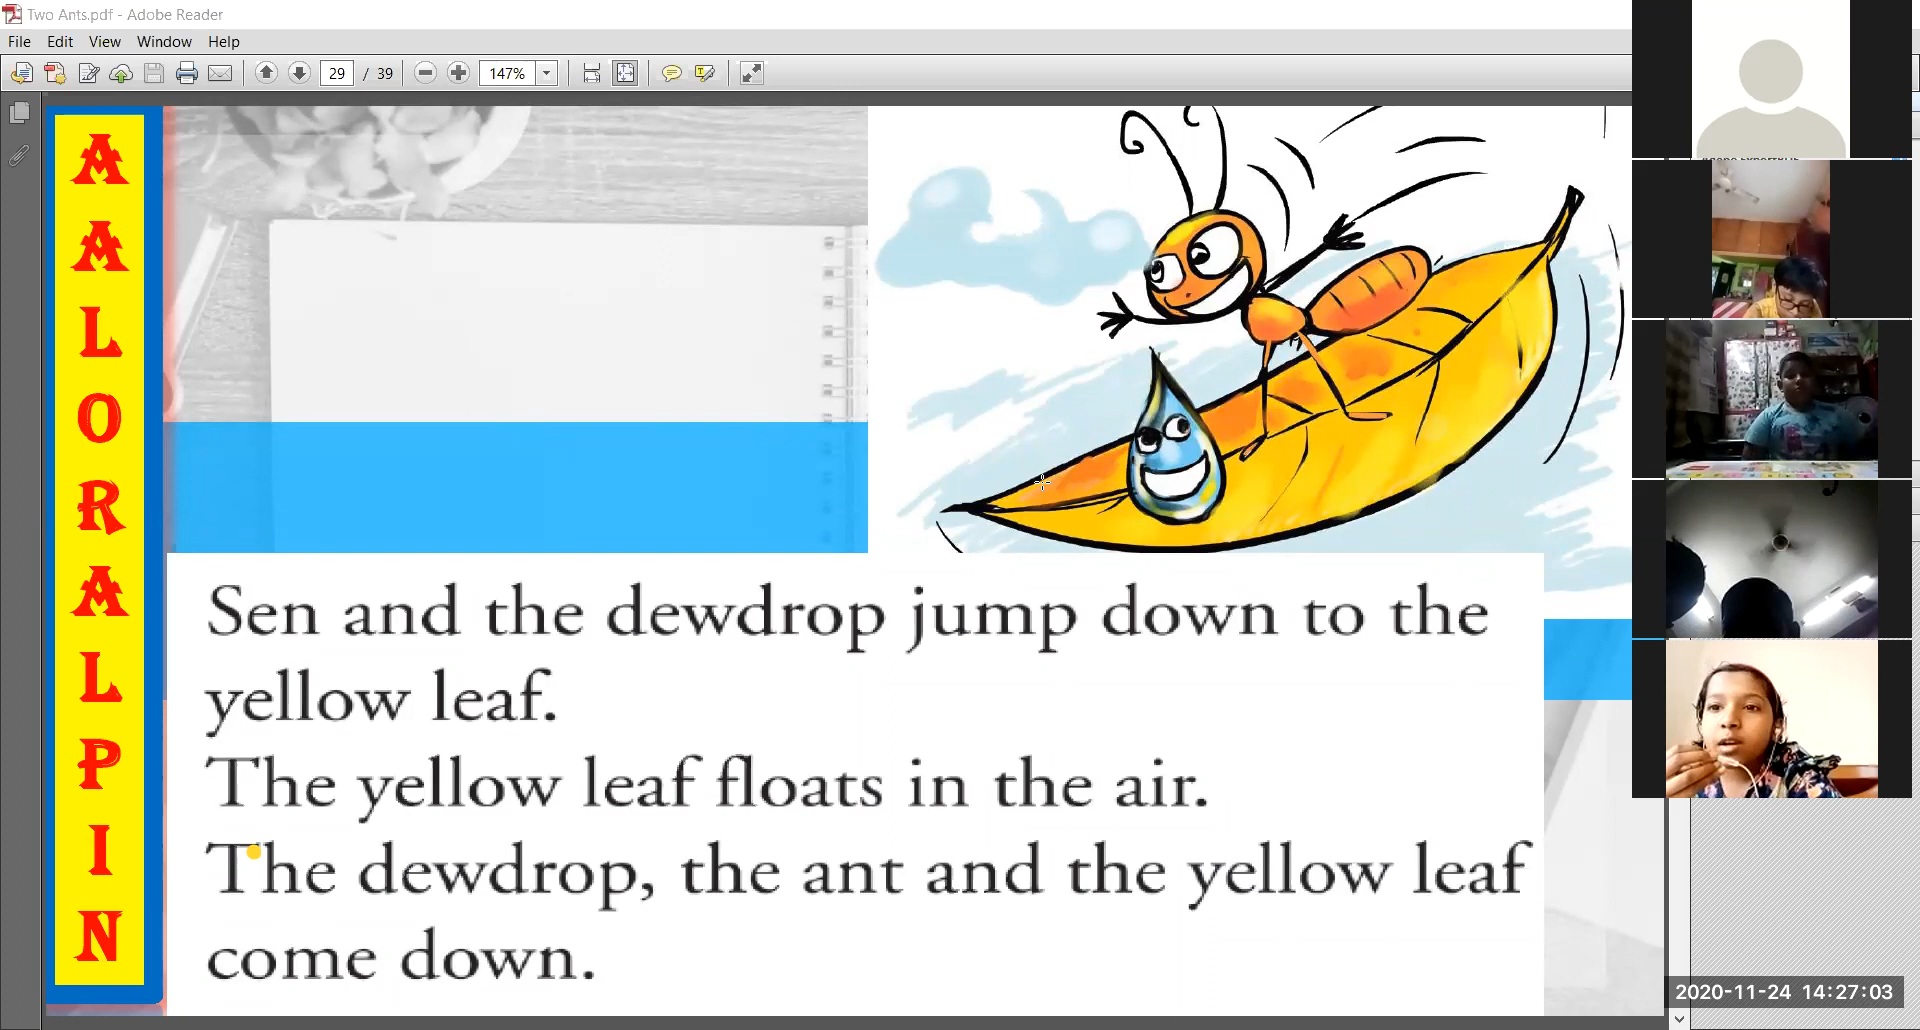 Two Ants.pdf - Adobe Reader
File Edit View Window Help
29 / 39 147%
A
A
L
O
R
A
L
P
I
N
Sen and the dewdrop jump down to the
yellow leaf.
The yellow leaf floats in the air.
The dewdrop, the ant and the yellow leaf
come down.
2020-11-24 14:27:03